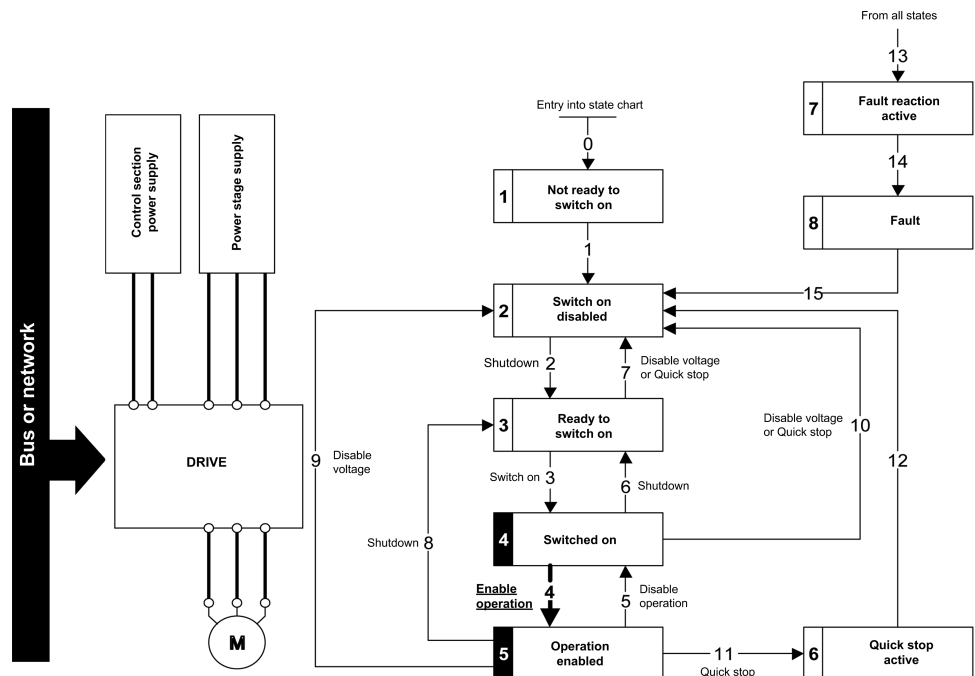 From all states
13
7
Fault reaction
active
14
8
Fault
15
Entry into state chart
0
1
Not ready to
switch on
1
2
Switch on
disabled
Shutdown 2
7
Disable voltage
or Quick stop
3
Ready to
switch on
Switch on 3
6 Shutdown
4
Switched on
Enable
operation
4
5
Disable
operation
5
Operation
enabled
11
Quick stop
6
Quick stop
active
12
Disable voltage
or Quick stop
10
Shutdown 8
9
Disable
voltage
Bus or network
Control section
power supply
Power stage supply
DRIVE
M